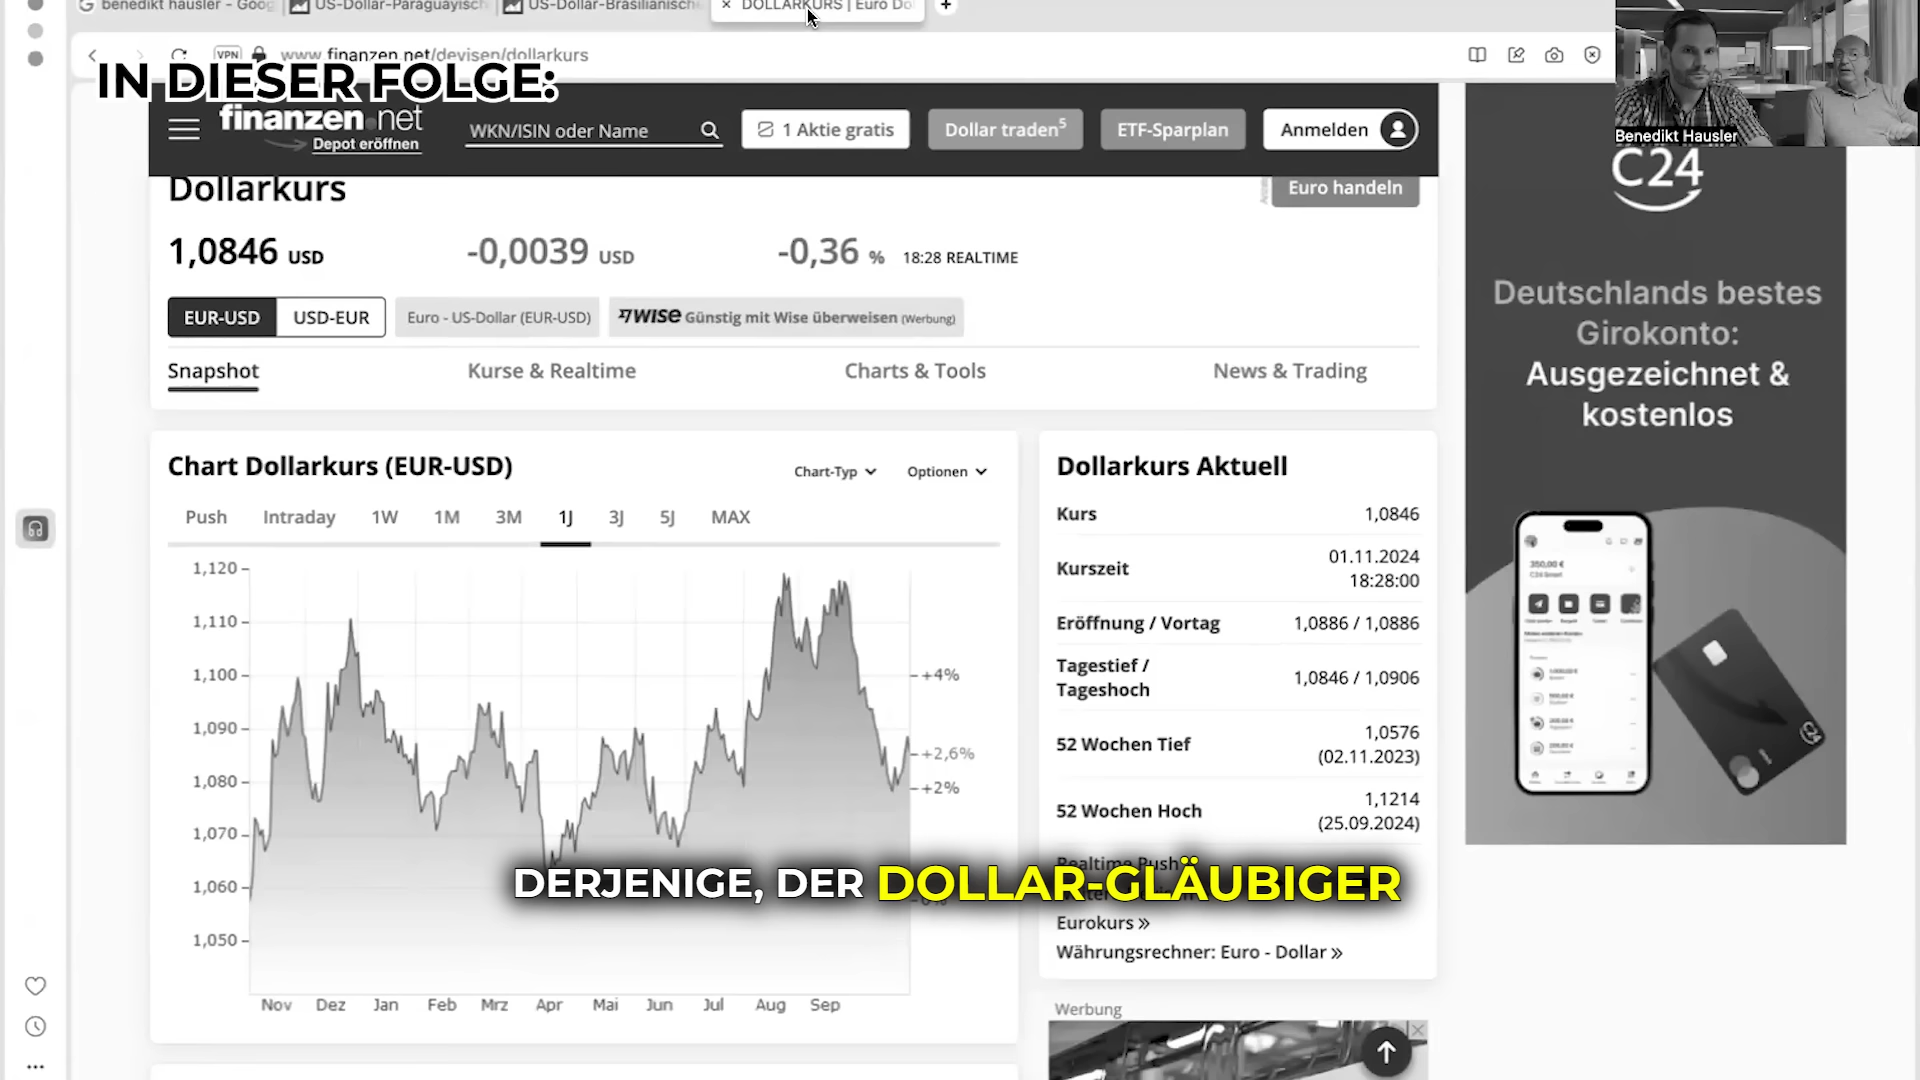 benedikt hausler - Goog
US-Dollar-Paraguayisch
US-Dollar-Brasilianisch
DOLLARKURS | Euro Do
VPN
www.finanzen.net/devisen/dollarkurs
IN DIESER FOLGE:
Benedikt Hausler
finanzen.net
Depot eröffnen
WKN/ISIN oder Name
1 Aktie gratis
Dollar traden⁵
ETF-Sparplan
Anmelden
Dollarkurs
Euro handeln
1,0846 USD
-0,0039 USD
-0,36 %
18:28 REALTIME
EUR-USD
USD-EUR
Euro - US-Dollar (EUR-USD)
WISE Günstig mit Wise überweisen (Werbung)
Snapshot
Kurse & Realtime
Charts & Tools
News & Trading
Chart Dollarkurs (EUR-USD)
Chart-Typ
Optionen
Push
Intraday
1W
1M
3M
1J
3J
5J
MAX
1,120
1,110
1,100
1,090
1,080
1,070
1,060
1,050
+4%
+2,6%
+2%
Nov
Dez
Jan
Feb
Mrz
Apr
Mai
Jun
Jul
Aug
Sep
Dollarkurs Aktuell
Kurs 1,0846
Kurszeit 01.11.2024
18:28:00
Eröffnung / Vortag 1,0886 / 1,0886
Tagestief /
Tageshoch 1,0846 / 1,0906
52 Wochen Tief 1,0576
(02.11.2023)
52 Wochen Hoch 1,1214
(25.09.2024)
Realtime Push
DERJENIGE, DER DOLLAR-GLÄUBIGER
Eurokurs »
Währungsrechner: Euro - Dollar »
Werbung
C24
Deutschlands bestes
Girokonto:
Ausgezeichnet &
kostenlos
350,00 €
C24